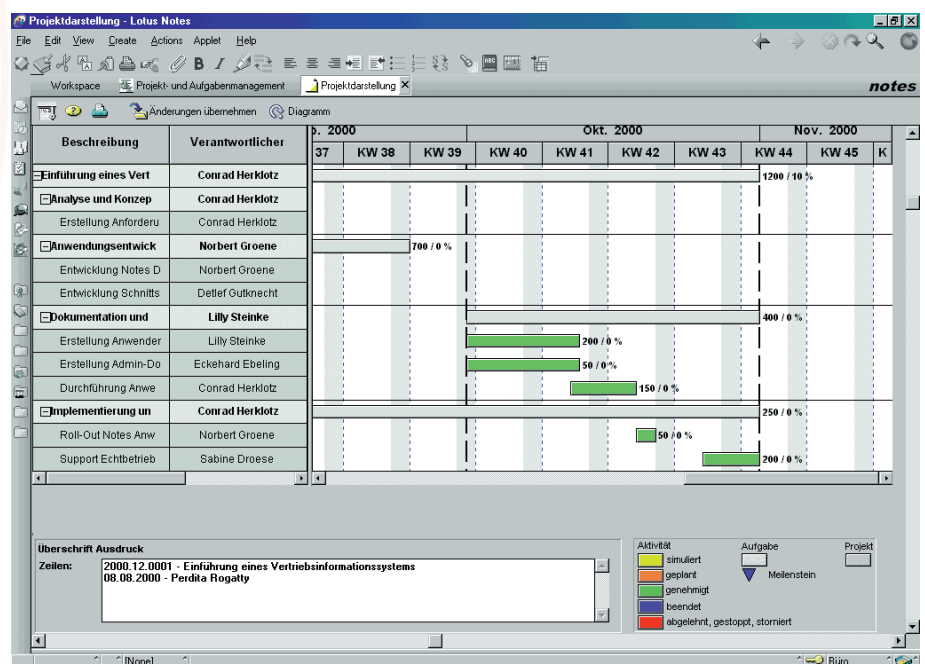 Projektdarstellung - Lotus Notes
File Edit View Create Actions Applet Help
Workspace Projekt- und Aufgabenmanagement Projektdarstellung notes
Änderungen übernehmen Diagramm
Beschreibung Verantwortlicher
. 2000 Okt. 2000 Nov. 2000
37 KW 38 KW 39 KW 40 KW 41 KW 42 KW 43 KW 44 KW 45 K
Einführung eines Vert Conrad Herklotz 1200 / 10 %
Analyse und Konzep Conrad Herklotz
Erstellung Anforderu Conrad Herklotz
Anwendungsentwick Norbert Groene 700 / 0 %
Entwicklung Notes D Norbert Groene
Entwicklung Schnitts Detlef Gutknecht
Dokumentation und Lilly Steinke 400 / 0 %
Erstellung Anwender Lilly Steinke 200 / 0 %
Erstellung Admin-Do Eckehard Ebeling 50 / 0 %
Durchführung Anwe Conrad Herklotz 150 / 0 %
Implementierung un Conrad Herklotz 250 / 0 %
Roll-Out Notes Anw Norbert Groene 50 / 0 %
Support Echtbetrieb Sabine Droese 200 / 0 %
Überschrift Ausdruck
Zeilen: 2000.12.0001 - Einführung eines Vertriebsinformationssystems
08.08.2000 - Perdita Rogatty
Aktivität Aufgabe Projekt
simuliert
geplant Meilenstein
genehmigt
beendet
abgelehnt, gestoppt, storniert
[None] Büro